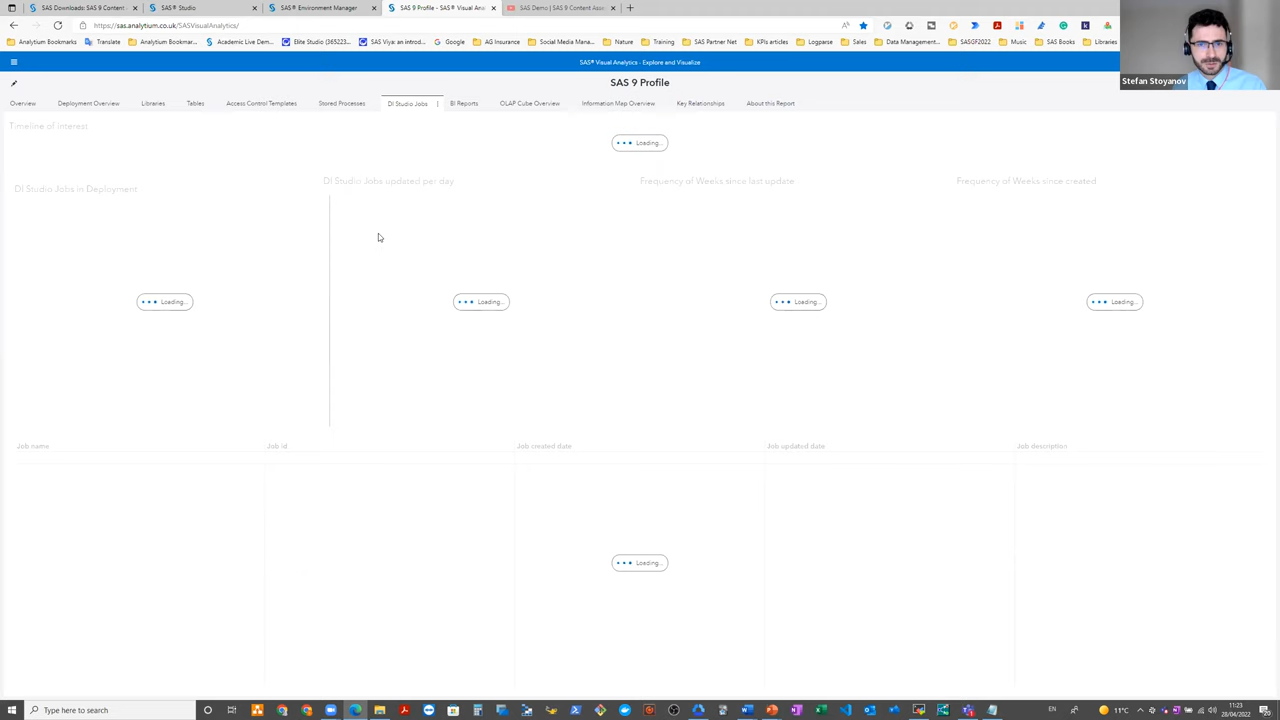 SAS Downloads: SAS 9 Content
SAS® Studio
SAS® Environment Manager
SAS 9 Profile - SAS® Visual Ana
SAS Demo | SAS 9 Content Asse
https://sas.analytium.co.uk/SASVisualAnalytics/
Analytium Bookmarks
Translate
Analytium Bookmar...
Academic Live Dem...
Elite Studio (365223...
SAS Viya: an introd...
Google
AG Insurance
Social Media Mana...
Nature
Training
SAS Partner Net
KPIs articles
Logparse
Sales
Data Management...
SASGF2022
Music
SAS Books
Libraries
Stefan Stoyanov
SAS® Visual Analytics - Explore and Visualize
SAS 9 Profile
Overview
Deployment Overview
Libraries
Tables
Access Control Templates
Stored Processes
DI Studio Jobs
BI Reports
OLAP Cube Overview
Information Map Overview
Key Relationships
About this Report
Timeline of Interest
Loading...
DI Studio Jobs in Deployment
DI Studio Jobs updated per day
Frequency of Weeks since last update
Frequency of Weeks since created
Loading...
Loading...
Loading...
Loading...
Job name
Job id
Job created date
Job updated date
Job description
Loading...
Type here to search
11°C
11:23
28/04/2022